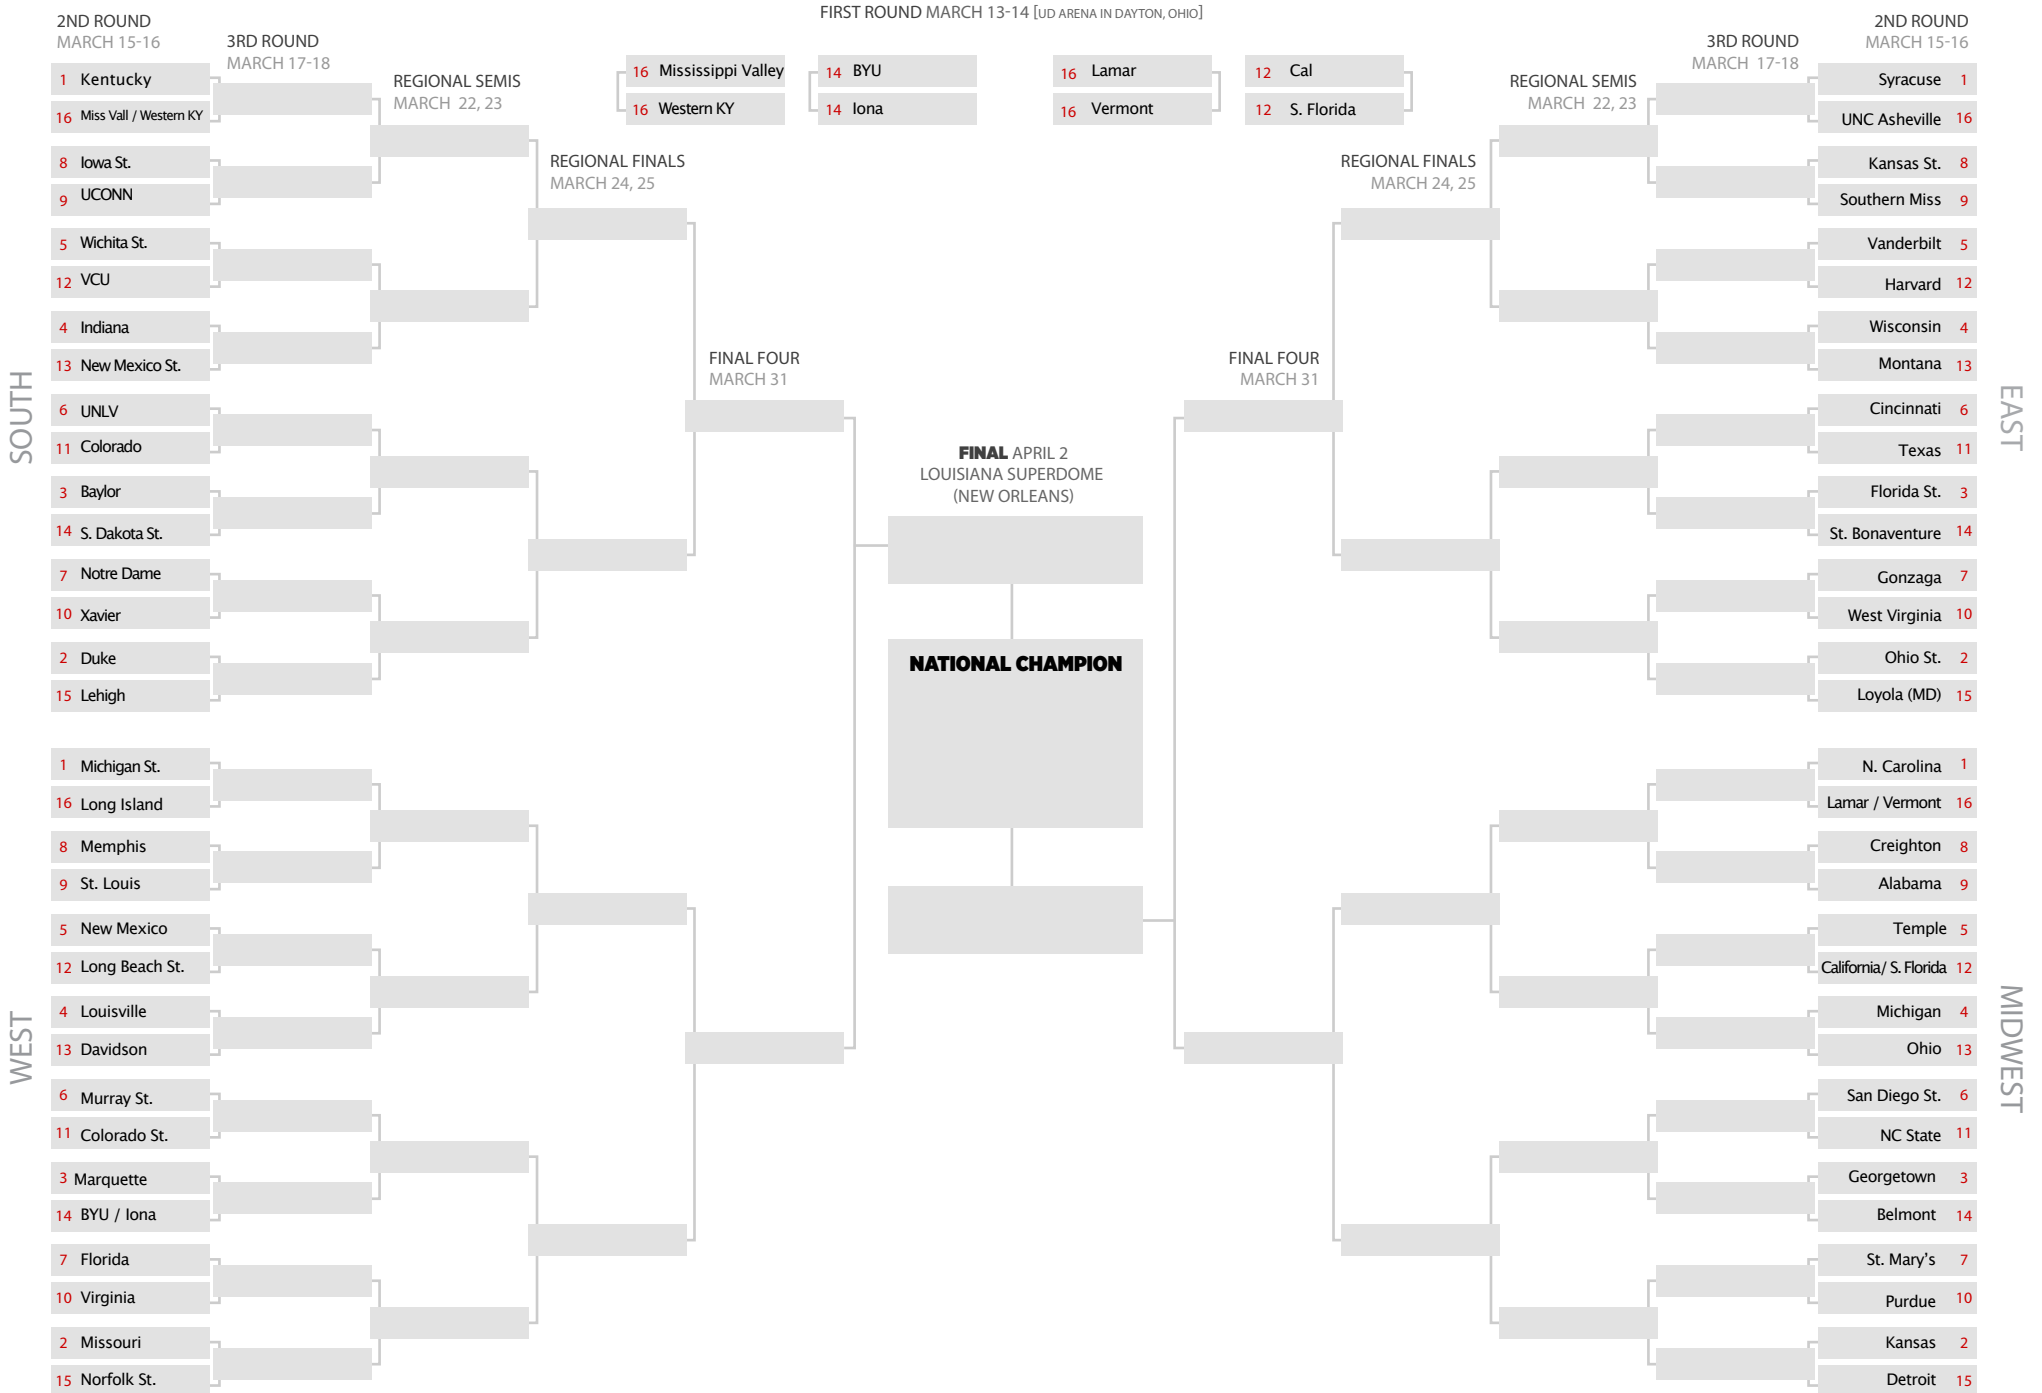 FIRST ROUND MARCH 13-14 [UD ARENA IN DAYTON, OHIO]
16 Mississippi Valley
16 Western KY
14 BYU
14 Iona
16 Lamar
16 Vermont
12 Cal
12 S. Florida
2ND ROUND
MARCH 15-16
3RD ROUND
MARCH 17-18
REGIONAL SEMIS
MARCH 22, 23
REGIONAL FINALS
MARCH 24, 25
FINAL FOUR
MARCH 31
SOUTH
1 Kentucky
16 Miss Vall / Western KY
8 Iowa St.
9 UCONN
5 Wichita St.
12 VCU
4 Indiana
13 New Mexico St.
6 UNLV
11 Colorado
3 Baylor
14 S. Dakota St.
7 Notre Dame
10 Xavier
2 Duke
15 Lehigh
WEST
1 Michigan St.
16 Long Island
8 Memphis
9 St. Louis
5 New Mexico
12 Long Beach St.
4 Louisville
13 Davidson
6 Murray St.
11 Colorado St.
3 Marquette
14 BYU / Iona
7 Florida
10 Virginia
2 Missouri
15 Norfolk St.
FINAL APRIL 2
LOUISIANA SUPERDOME
(NEW ORLEANS)
NATIONAL CHAMPION
2ND ROUND
MARCH 15-16
3RD ROUND
MARCH 17-18
REGIONAL SEMIS
MARCH 22, 23
REGIONAL FINALS
MARCH 24, 25
FINAL FOUR
MARCH 31
EAST
Syracuse 1
UNC Asheville 16
Kansas St. 8
Southern Miss 9
Vanderbilt 5
Harvard 12
Wisconsin 4
Montana 13
Cincinnati 6
Texas 11
Florida St. 3
St. Bonaventure 14
Gonzaga 7
West Virginia 10
Ohio St. 2
Loyola (MD) 15
MIDWEST
N. Carolina 1
Lamar / Vermont 16
Creighton 8
Alabama 9
Temple 5
California/ S. Florida 12
Michigan 4
Ohio 13
San Diego St. 6
NC State 11
Georgetown 3
Belmont 14
St. Mary's 7
Purdue 10
Kansas 2
Detroit 15